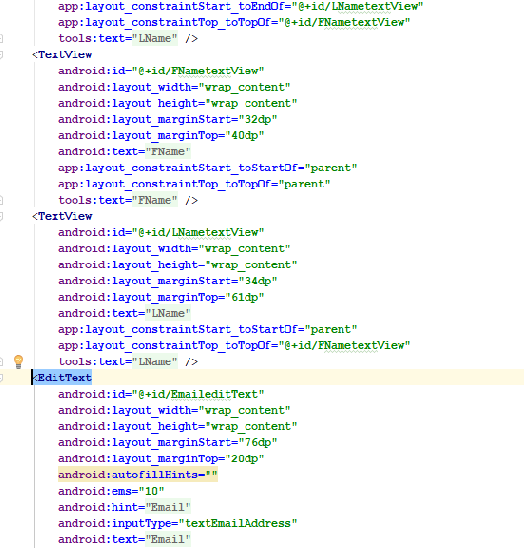 app:layout_constraintStart_toEndOf="@+id/LNametextView"
app:layout_constraintTop_toTopOf="@+id/LNametextView"
tools:text="LName" />
<TextView
android:id="@+id/FNametextView"
android:layout_width="wrap_content"
android:layout_height="wrap_content"
android:layout_marginStart="32dp"
android:layout_marginTop="40dp"
android:text="FName"
app:layout_constraintStart_toStartOf="parent"
app:layout_constraintTop_toTopOf="parent"
tools:text="FName" />
<TextView
android:id="@+id/LNametextView"
android:layout_width="wrap_content"
android:layout_height="wrap_content"
android:layout_marginStart="34dp"
android:layout_marginTop="61dp"
android:text="LName"
app:layout_constraintStart_toStartOf="parent"
app:layout_constraintTop_toTopOf="@+id/FNametextView"
tools:text="LName" />
<EditText
android:id="@+id/EmaileditText"
android:layout_width="wrap_content"
android:layout_height="wrap_content"
android:layout_marginStart="76dp"
android:layout_marginTop="20dp"
android:autofillHints=""
android:ems="10"
android:hint="Email"
android:inputType="textEmailAddress"
android:text="Email"